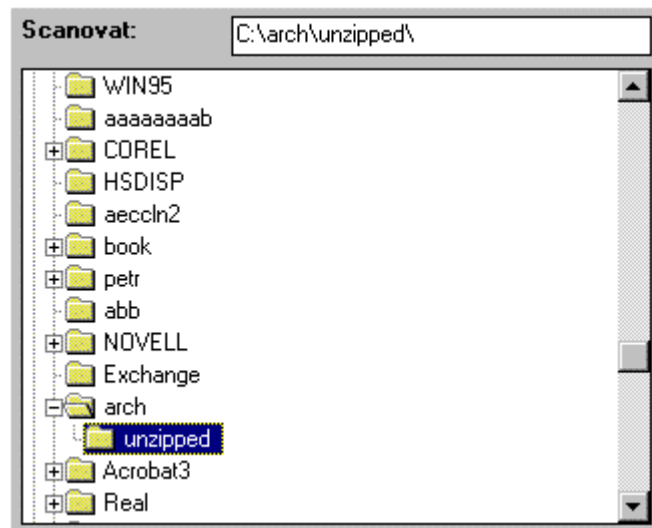 Scanovat: C:\arch\unzipped\
WIN95
aaaaaaaab
COREL
HSDISP
aeccln2
book
petr
abb
NOVELL
Exchange
arch
unzipped
Acrobat3
Real